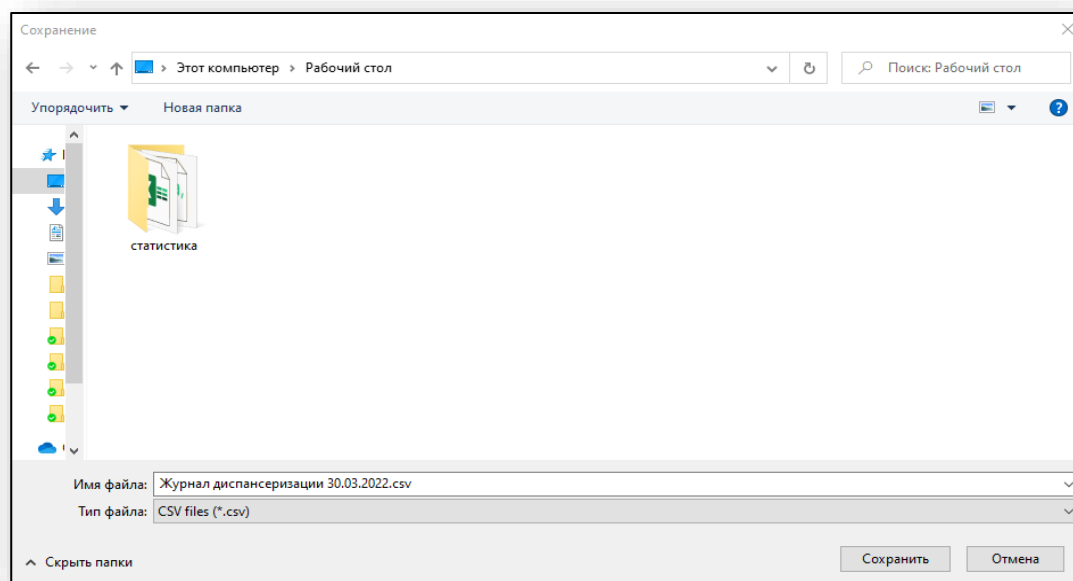 Сохранение
Этот компьютер › Рабочий стол
Поиск: Рабочий стол
Упорядочить
Новая папка
статистика
Имя файла: Журнал диспансеризации 30.03.2022.csv
Тип файла: CSV files (*.csv)
Скрыть папки
Сохранить
Отмена